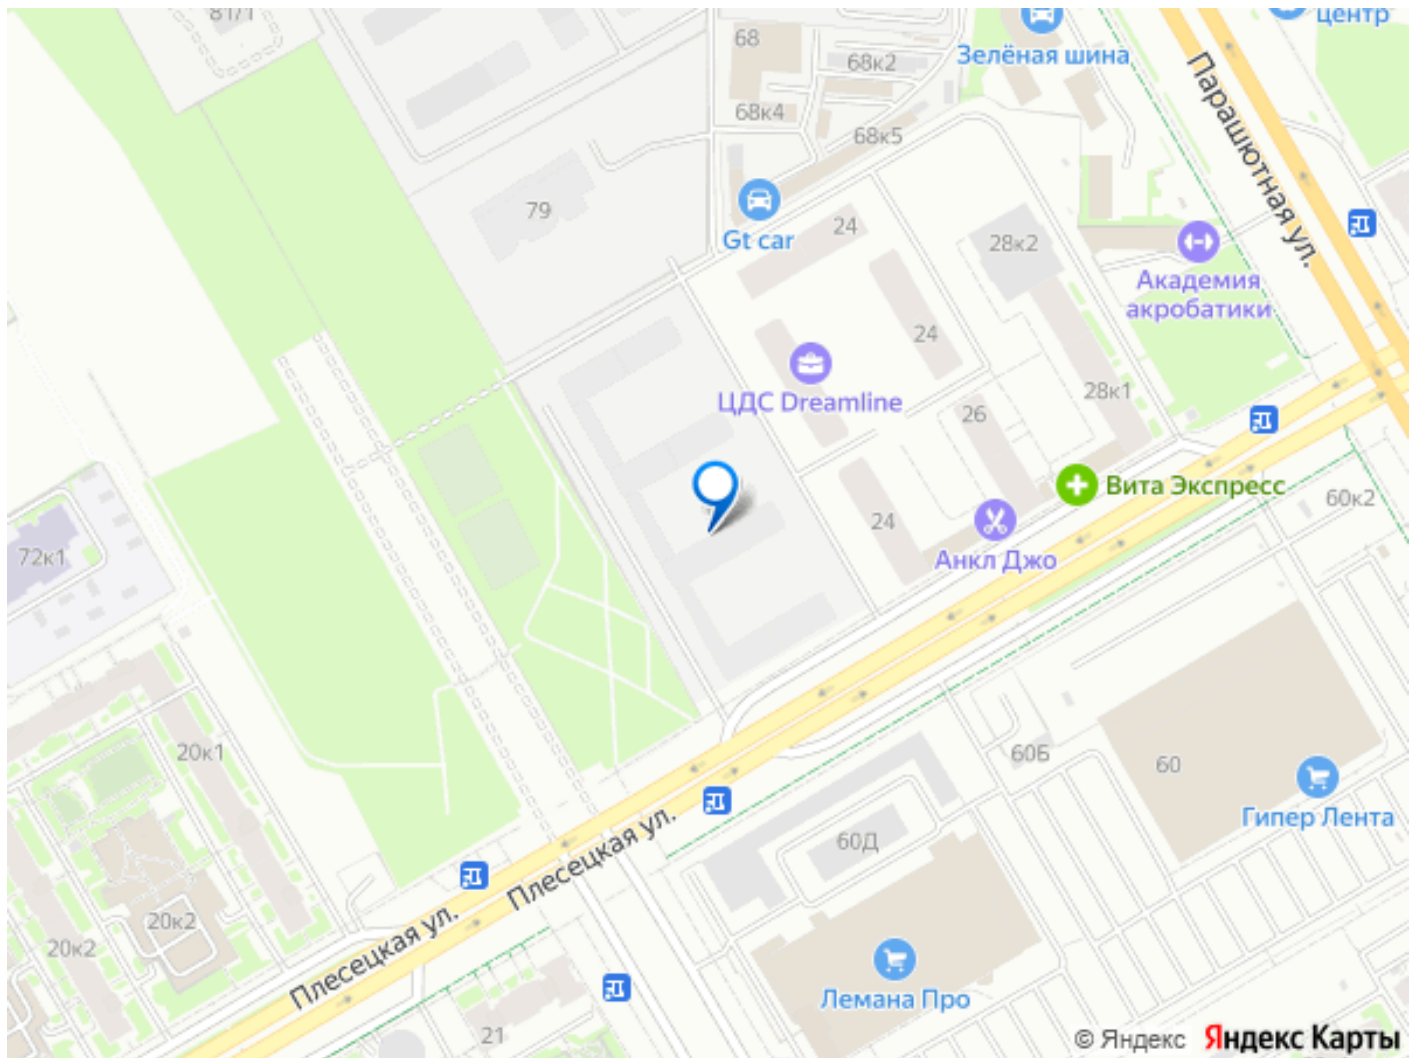 81/1
68
68к2
68к4
68к5
Зелёная шина
центр
Парашютная ул.
79
Gt car
24
28к2
Академия
акробатики
24
ЦДС Dreamline
28к1
26
Вита Экспресс
24
60к2
Анкл Джо
72к1
20к1
60Б
60
Гипер Лента
Плесецкая ул.
60Д
20к2
20к2
Плесецкая ул.
Лемана Про
21
© Яндекс Яндекс Карты